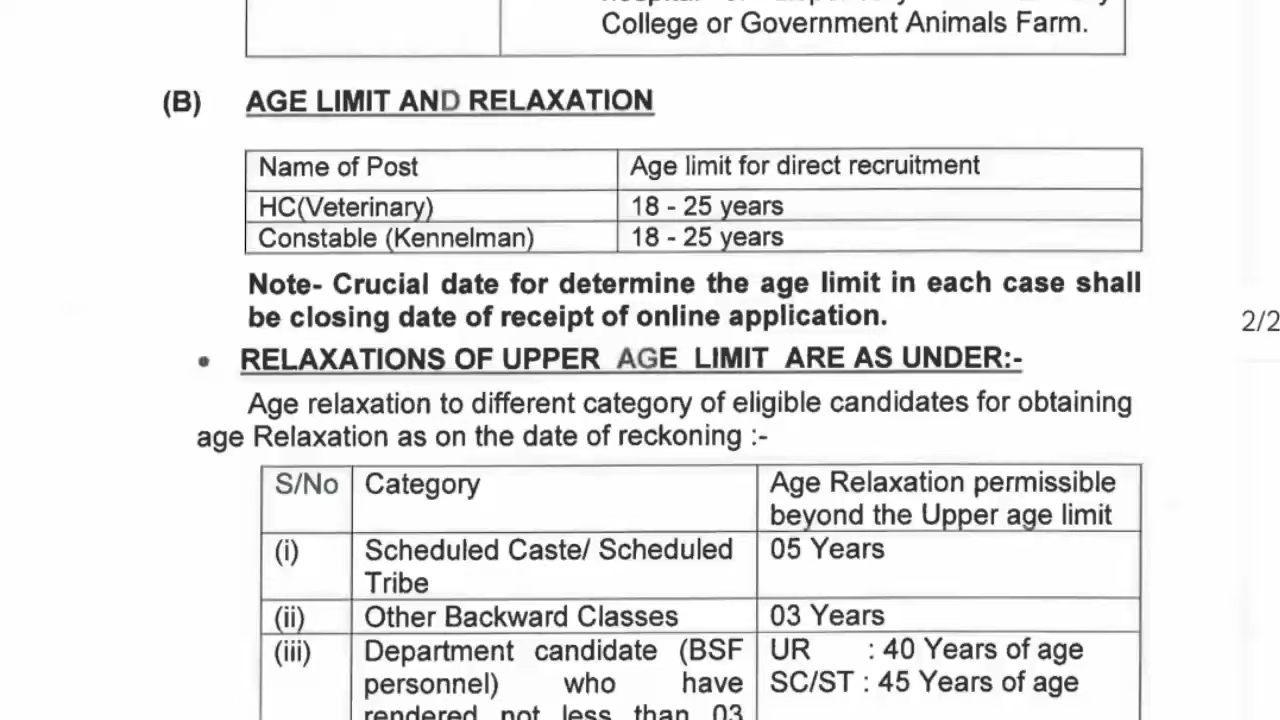 College or Government Animals Farm.
(B) AGE LIMIT AND RELAXATION
Name of Post Age limit for direct recruitment
HC(Veterinary) 18 - 25 years
Constable (Kennelman) 18 - 25 years
Note- Crucial date for determine the age limit in each case shall
be closing date of receipt of online application.
2/2
• RELAXATIONS OF UPPER AGE LIMIT ARE AS UNDER:-
Age relaxation to different category of eligible candidates for obtaining
age Relaxation as on the date of reckoning :-
S/No Category Age Relaxation permissible
beyond the Upper age limit
(i) Scheduled Caste/ Scheduled 05 Years
Tribe
(ii) Other Backward Classes 03 Years
(iii) Department candidate (BSF UR : 40 Years of age
personnel) who have SC/ST : 45 Years of age
rendered not less than 03